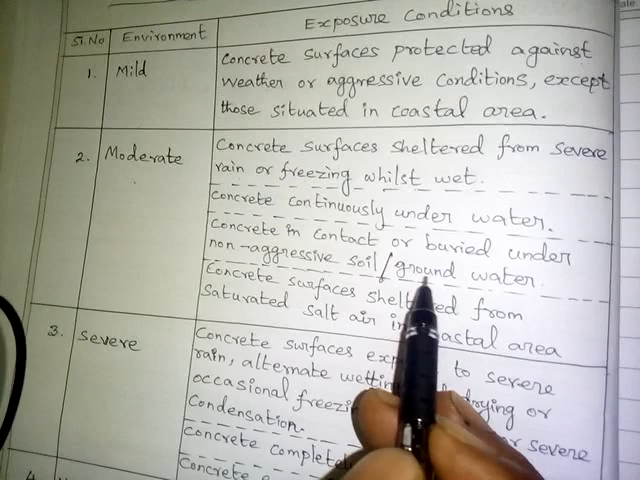 Exposure Conditions
Sl.No Environment
1. Mild
Concrete surfaces protected against
weather or aggressive conditions, except
those situated in coastal area.
2. Moderate
Concrete surfaces sheltered from severe
rain or freezing whilst wet.
Concrete continuously under water.
Concrete in contact or buried under
non-aggressive soil/ground water.
Concrete surfaces sheltered from
saturated salt air in coastal area
3. Severe
Concrete surfaces to severe
rain, alternate drying or
occasional severe
Condensation.
Concrete
Concrete
4.